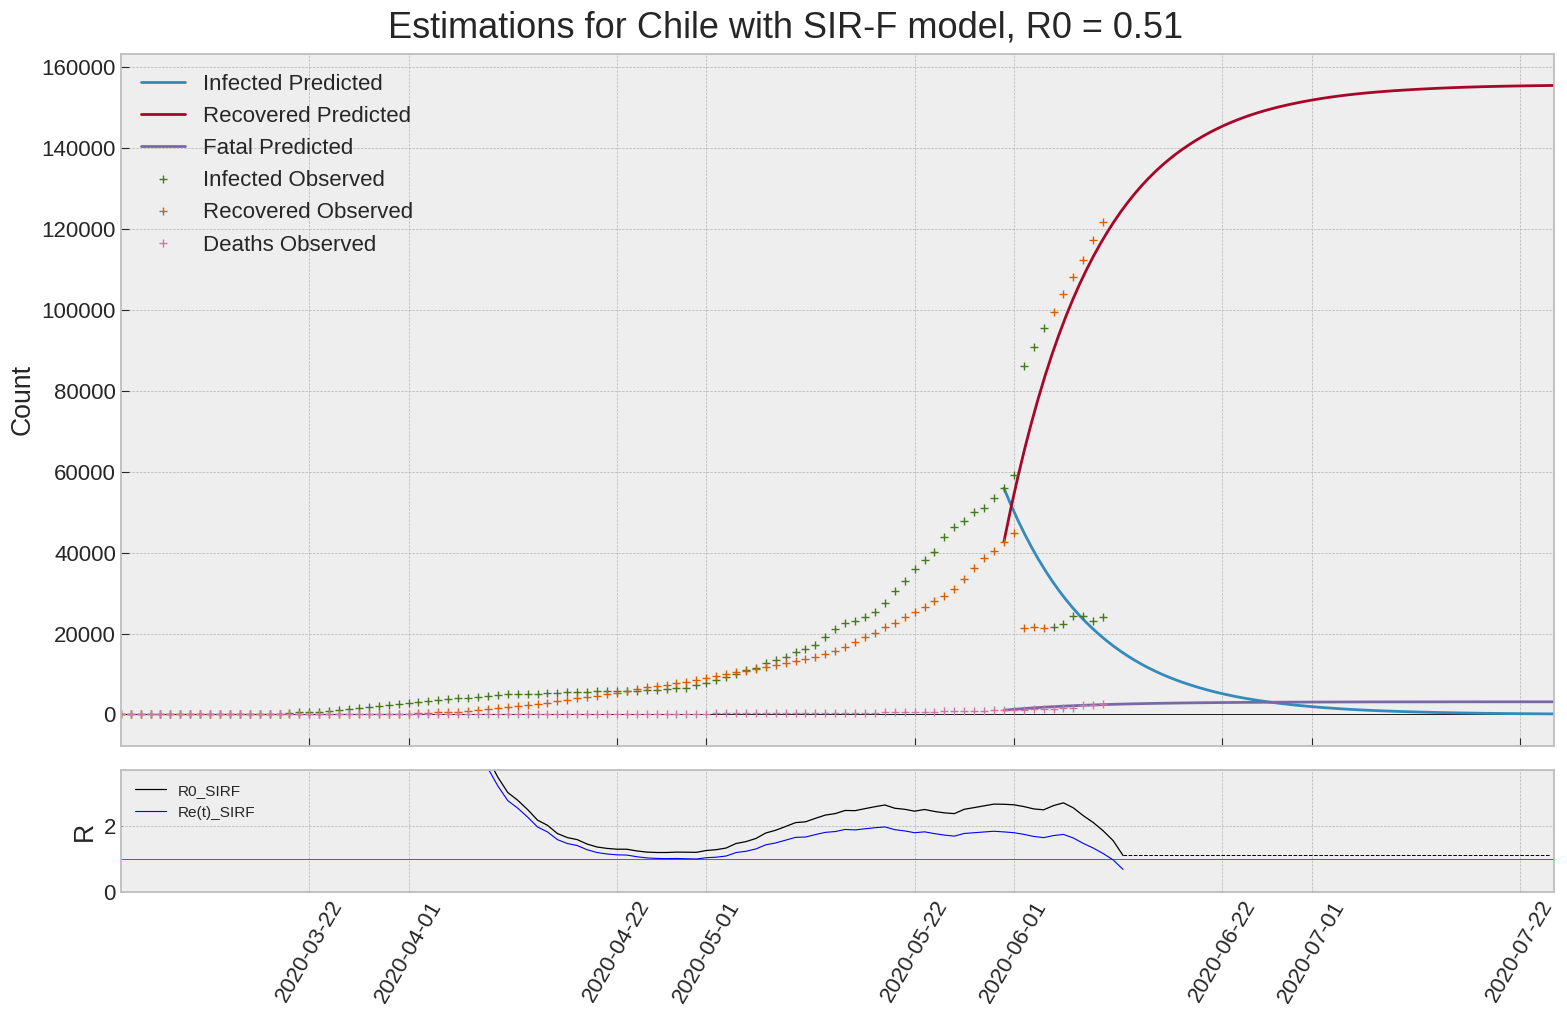 Estimations for Chile with SIR-F model, R0 = 0.51
160000
140000
120000
100000
80000
60000
40000
20000
0
Count
Infected Predicted
Recovered Predicted
Fatal Predicted
Infected Observed
Recovered Observed
Deaths Observed
R0_SIRF
Re(t)_SIRF
R
2
0
2020-03-22
2020-04-01
2020-04-22
2020-05-01
2020-05-22
2020-06-01
2020-06-22
2020-07-01
2020-07-22